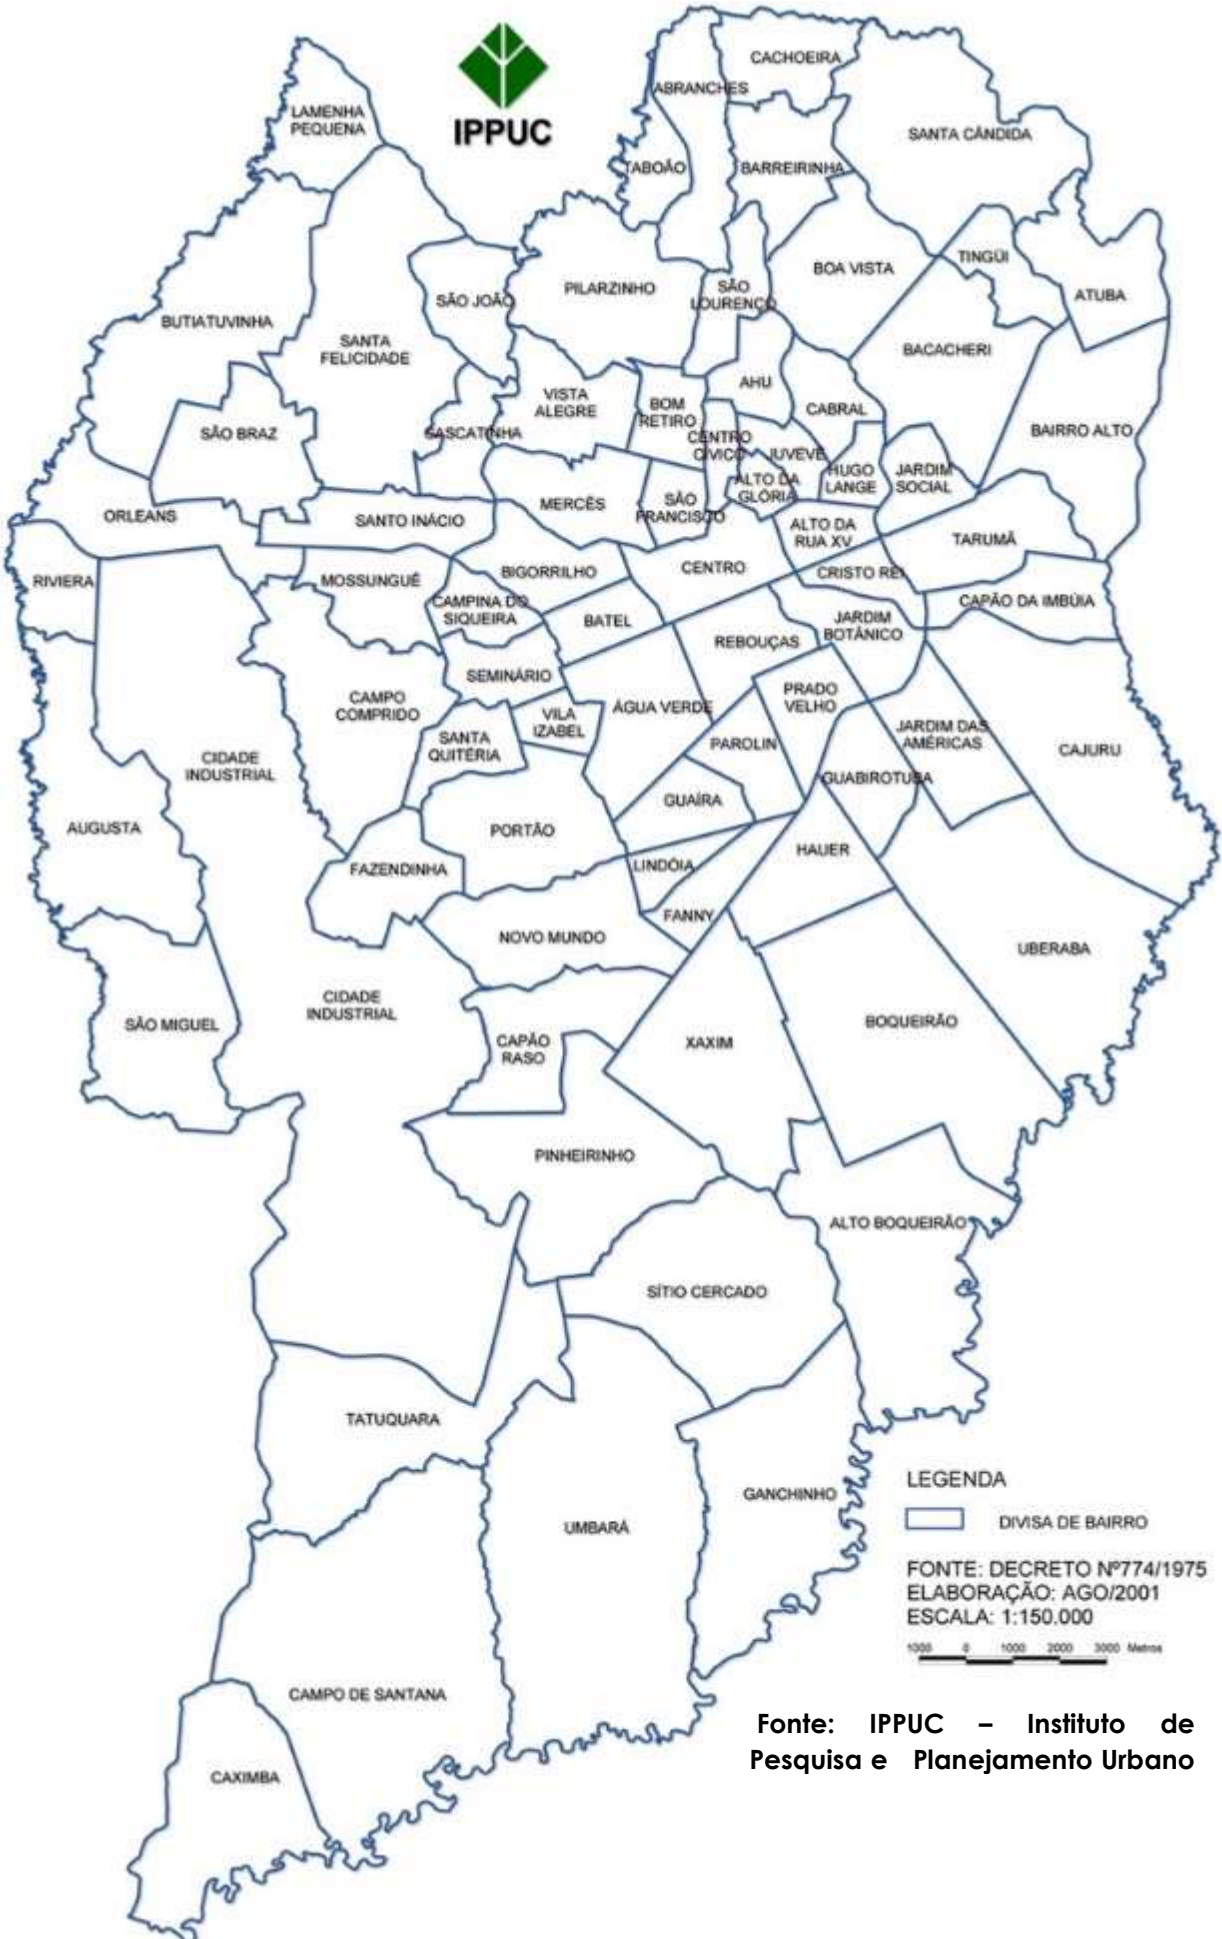 IPPUC
CACHOEIRA
ABRANCHES
LAMENHA
PEQUENA
SANTA CÂNDIDA
TABOÃO
BARREIRINHA
TINGÜI
BOA VISTA
PILARZINHO
SÃO
LOURENÇO
ATUBA
SÃO JOÃO
BUTIATUVINHA
SANTA
FELICIDADE
BACACHERI
AHU
VISTA
ALEGRE
BOM
RETIRO
CABRAL
BAIRRO ALTO
SÃO BRAZ
CASCATINHA
CENTRO
CÍVICO
JUVEVÊ
HUGO
LANGE
JARDIM
SOCIAL
ALTO DA
GLÓRIA
MERCÊS
SÃO
FRANCISCO
ORLEANS
SANTO INÁCIO
ALTO DA
RUA XV
TARUMÃ
RIVIERA
MOSSUNGUÊ
BIGORRILHO
CENTRO
CRISTO REI
CAMPINA DO
SIQUEIRA
BATEL
CAPÃO DA IMBÚIA
JARDIM
BOTÂNICO
REBOUÇAS
SEMINÁRIO
CAMPO
COMPRIDO
PRADO
VELHO
ÁGUA VERDE
VILA
IZABEL
SANTA
QUITÉRIA
PAROLIN
JARDIM DAS
AMÉRICAS
CAJURU
CIDADE
INDUSTRIAL
GUABIROTUBA
GUAÍRA
AUGUSTA
PORTÃO
HAUER
FAZENDINHA
LINDÓIA
FANNY
NOVO MUNDO
UBERABA
CIDADE
INDUSTRIAL
SÃO MIGUEL
BOQUEIRÃO
CAPÃO
RASO
XAXIM
PINHEIRINHO
ALTO BOQUEIRÃO
SÍTIO CERCADO
TATUQUARA
GANCHINHO
UMBARÁ
CAMPO DE SANTANA
CAXIMBA
LEGENDA
DIVISA DE BAIRRO
FONTE: DECRETO Nº774/1975
ELABORAÇÃO: AGO/2001
ESCALA: 1:150.000
1000 0 1000 2000 3000 Metros
Fonte: IPPUC – Instituto de
Pesquisa e Planejamento Urbano